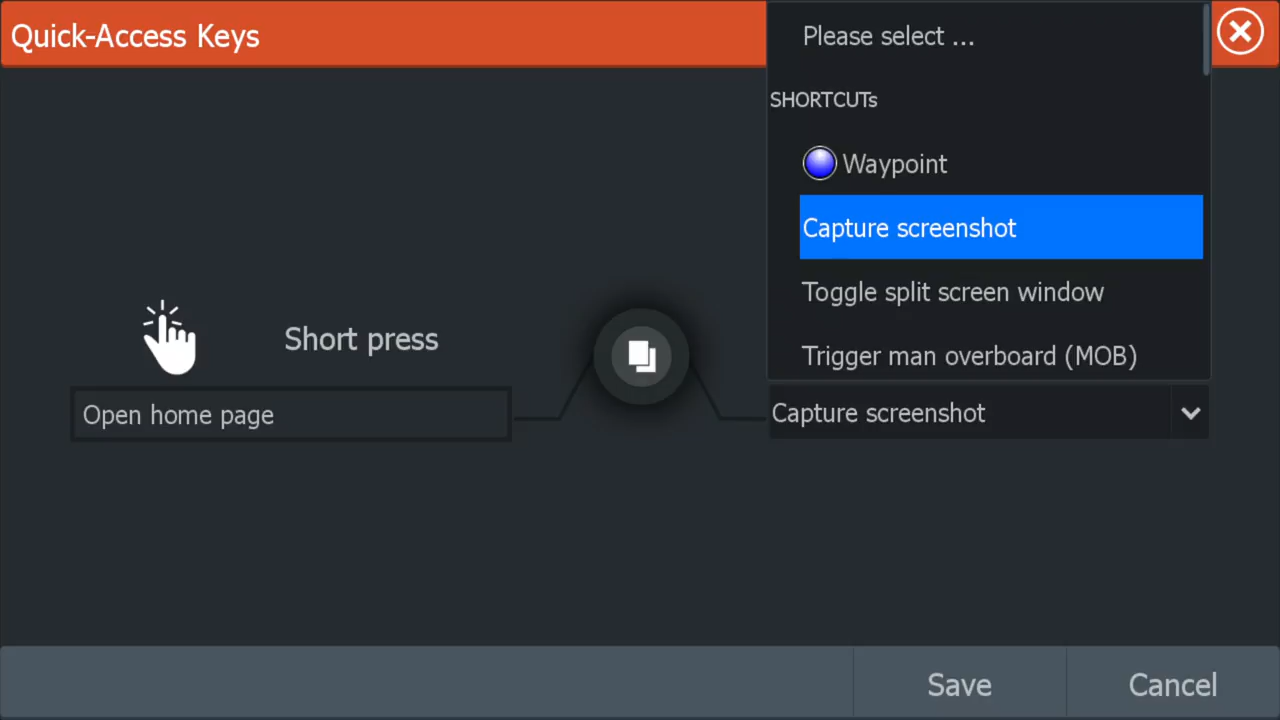 Quick-Access Keys
Please select ...
SHORTCUTs
Waypoint
Capture screenshot
Toggle split screen window
Trigger man overboard (MOB)
Short press
Open home page
Capture screenshot
Save
Cancel